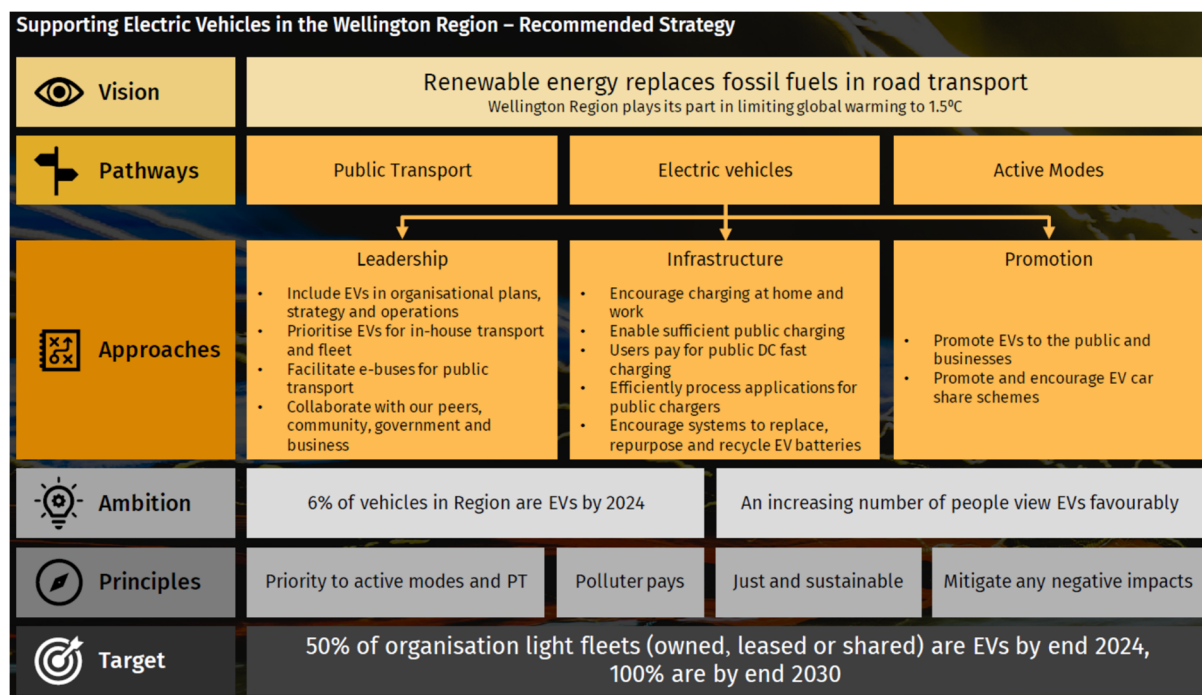 Supporting Electric Vehicles in the Wellington Region – Recommended Strategy
Vision
Renewable energy replaces fossil fuels in road transport
Wellington Region plays its part in limiting global warming to 1.5⁰C
Pathways
Public Transport
Electric vehicles
Active Modes
Approaches
Leadership
• Include EVs in organisational plans,
strategy and operations
• Prioritise EVs for in-house transport
and fleet
• Facilitate e-buses for public
transport
• Collaborate with our peers,
community, government and
business
Infrastructure
• Encourage charging at home and
work
• Enable sufficient public charging
• Users pay for public DC fast
charging
• Efficiently process applications for
public chargers
• Encourage systems to replace,
repurpose and recycle EV batteries
Promotion
• Promote EVs to the public and
businesses
• Promote and encourage EV car
share schemes
Ambition
6% of vehicles in Region are EVs by 2024
An increasing number of people view EVs favourably
Principles
Priority to active modes and PT
Polluter pays
Just and sustainable
Mitigate any negative impacts
Target
50% of organisation light fleets (owned, leased or shared) are EVs by end 2024,
100% are by end 2030